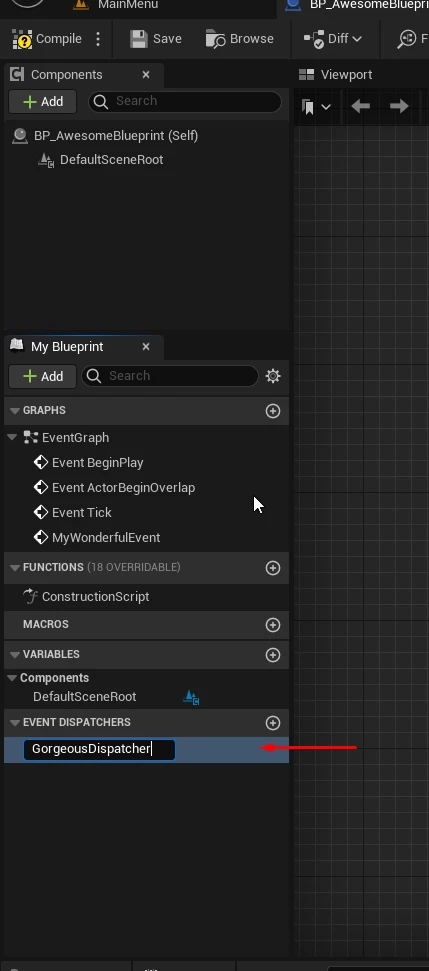 MainMenu
BP_AwesomeBluepri
Compile Save Browse Diff F
Components
Viewport
Add Search
BP_AwesomeBlueprint (Self)
DefaultSceneRoot
My Blueprint
Add Search
GRAPHS
EventGraph
Event BeginPlay
Event ActorBeginOverlap
Event Tick
MyWonderfulEvent
FUNCTIONS (18 OVERRIDABLE)
ConstructionScript
MACROS
VARIABLES
Components
DefaultSceneRoot
EVENT DISPATCHERS
GorgeousDispatcher